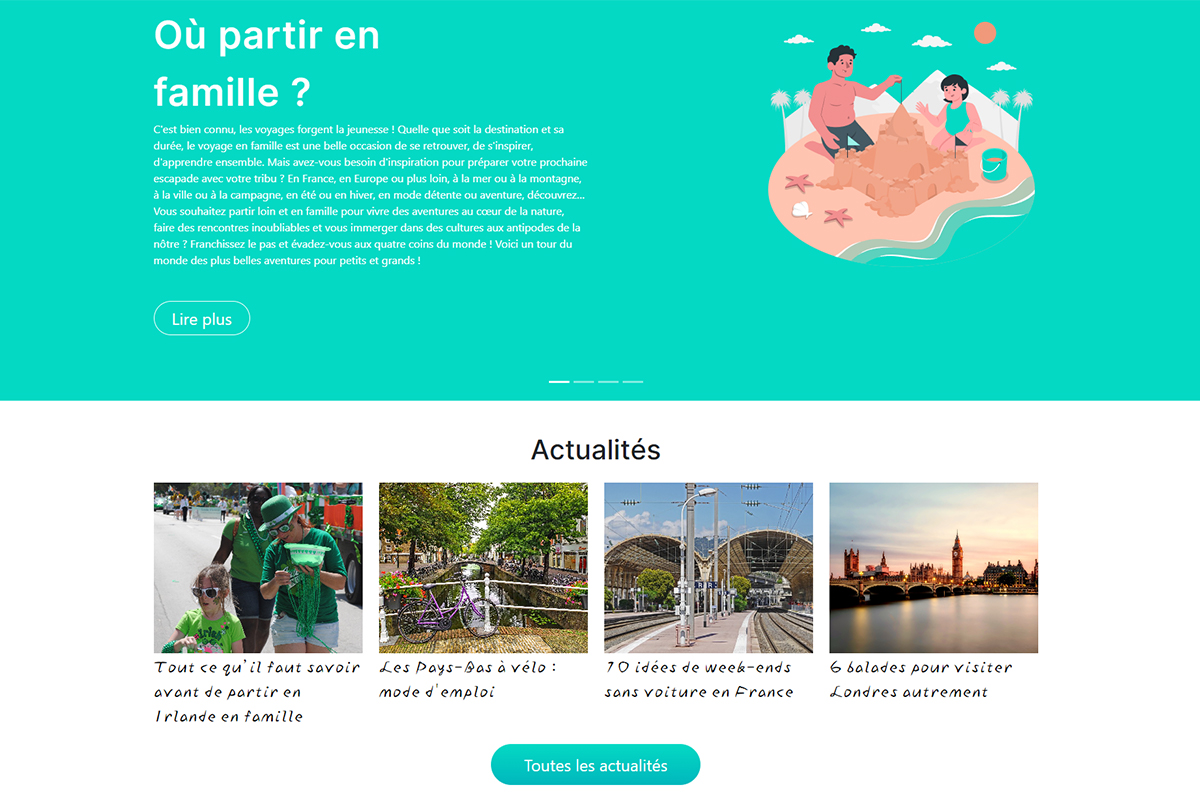 Où partir en
famille ?
C'est bien connu, les voyages forgent la jeunesse ! Quelle que soit la destination et sa
durée, le voyage en famille est une belle occasion de se retrouver, de s'inspirer,
d'apprendre ensemble. Mais avez-vous besoin d'inspiration pour préparer votre prochaine
escapade avec votre tribu ? En France, en Europe ou plus loin, à la mer ou à la montagne,
à la ville ou à la campagne, en été ou en hiver, en mode détente ou aventure, découvrez...
Vous souhaitez partir loin et en famille pour vivre des aventures au cœur de la nature,
faire des rencontres inoubliables et vous immerger dans des cultures aux antipodes de la
nôtre ? Franchissez le pas et évadez-vous aux quatre coins du monde ! Voici un tour du
monde des plus belles aventures pour petits et grands !
Lire plus
Actualités
Tout ce qu'il faut savoir
avant de partir en
Irlande en famille
Les Pays-Bas à vélo :
mode d'emploi
10 idées de week-ends
sans voiture en France
6 balades pour visiter
Londres autrement
Toutes les actualités